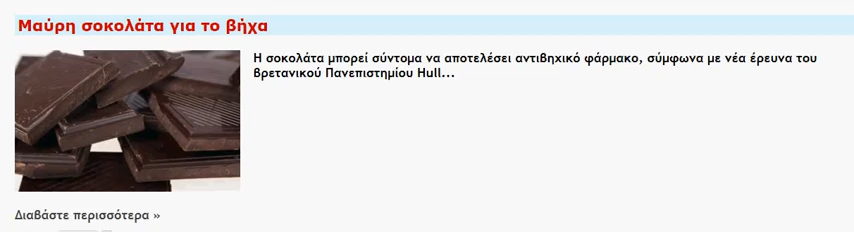 Μαύρη σοκολάτα για το βήχα
Η σοκολάτα μπορεί σύντομα να αποτελέσει αντιβηχικό φάρμακο, σύμφωνα με νέα έρευνα του
βρετανικού Πανεπιστημίου Hull...
Διαβάστε περισσότερα »